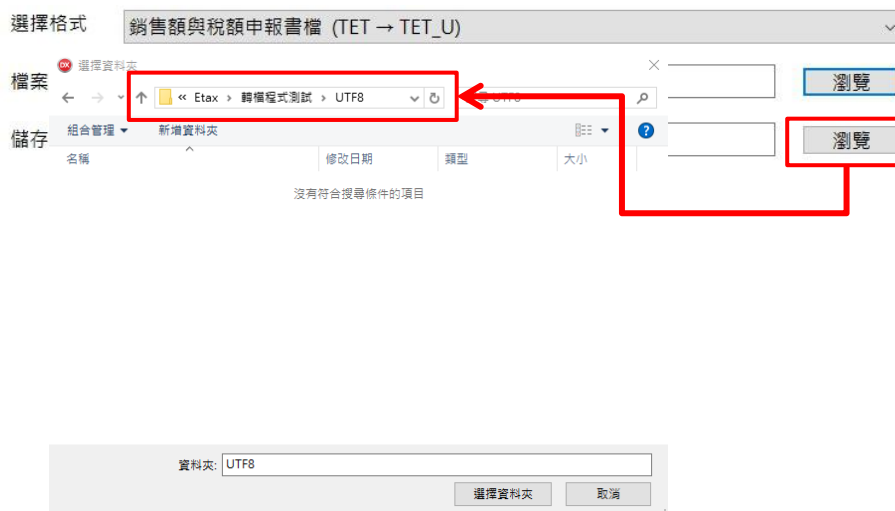 選擇格式 銷售額與稅額申報書檔 (TET → TET_U)
選擇資料夾
檔案 瀏覽
« Etax › 轉檔程式測試 › UTF8
儲存 瀏覽
組合管理 新增資料夾
名稱 修改日期 類型 大小
沒有符合搜尋條件的項目
資料夾: UTF8
選擇資料夾 取消